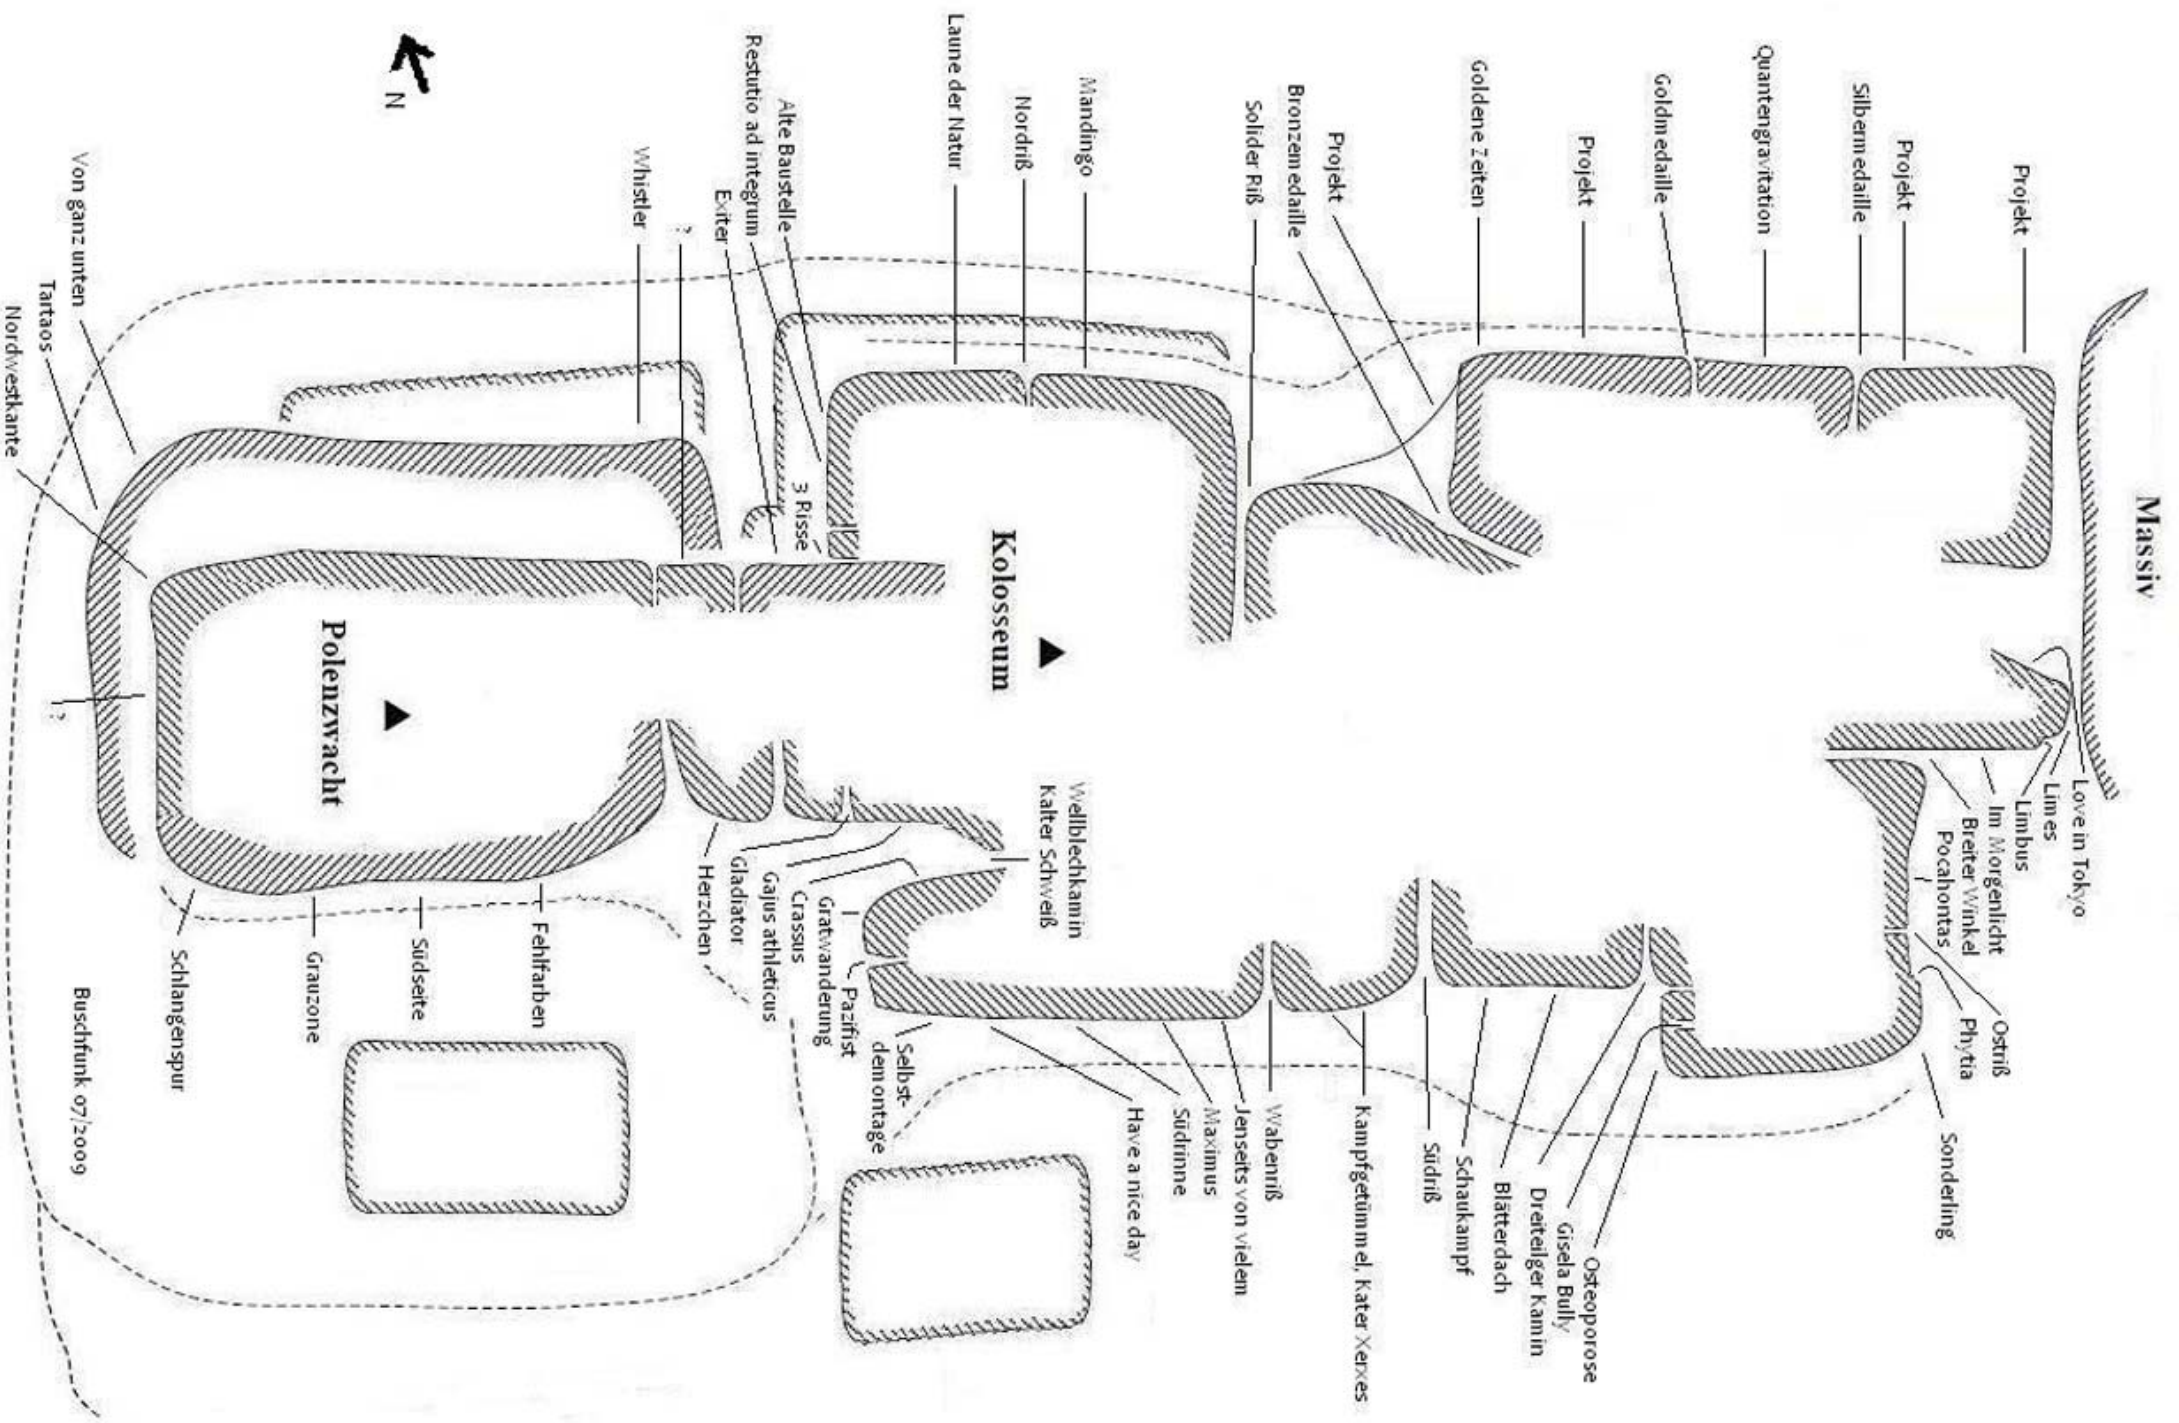 N
Von ganz unten
Tartaos
Nordwestkante
Whistler
?
Exiter
Restutio ad integrum
Alte Baustelle
3 Risse
Laune der Natur
Nordriß
Mandingo
Solider Riß
Bronzemedaille
Projekt
Goldene Zeiten
Projekt
Goldmedaille
Quantengravitation
Silbermedaille
Projekt
Projekt
Massiv
Kolosseum
Polenzwacht
?
Love in Tokyo
Limes
Limbus
Im Morgenlicht
Breiter Winkel
Pocahontas
Ostriß
Phytia
Sonderling
Osteoporose
Gisela Bully
Dreiteilger Kamin
Blätterdach
Schaukampf
Südriß
Kampfgetümmel, Kater Xerxes
Wabenriß
Jenseits von vielem
Maximus
Südrinne
Have a nice day
Selbst-
demontage
Pazifist
Gratwanderung
Crassus
Gajus athleticus
Gladiator
Herzchen
Wellblechkamin
Kalter Schweiß
Fehlfarben
Südseite
Grauzone
Schlangenspur
Buschfunk 07/2009